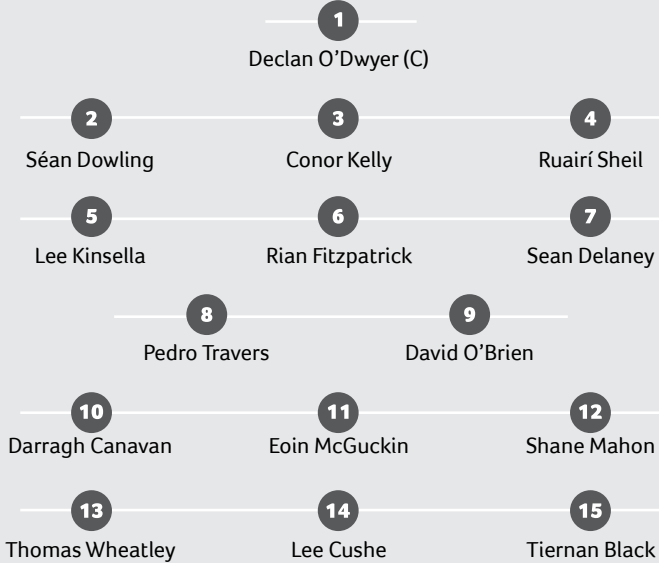 1
Declan O’Dwyer (C)
2 3 4
Séan Dowling Conor Kelly Ruairí Sheil
5 6 7
Lee Kinsella Rian Fitzpatrick Sean Delaney
8 9
Pedro Travers David O’Brien
10 11 12
Darragh Canavan Eoin McGuckin Shane Mahon
13 14 15
Thomas Wheatley Lee Cushe Tiernan Black